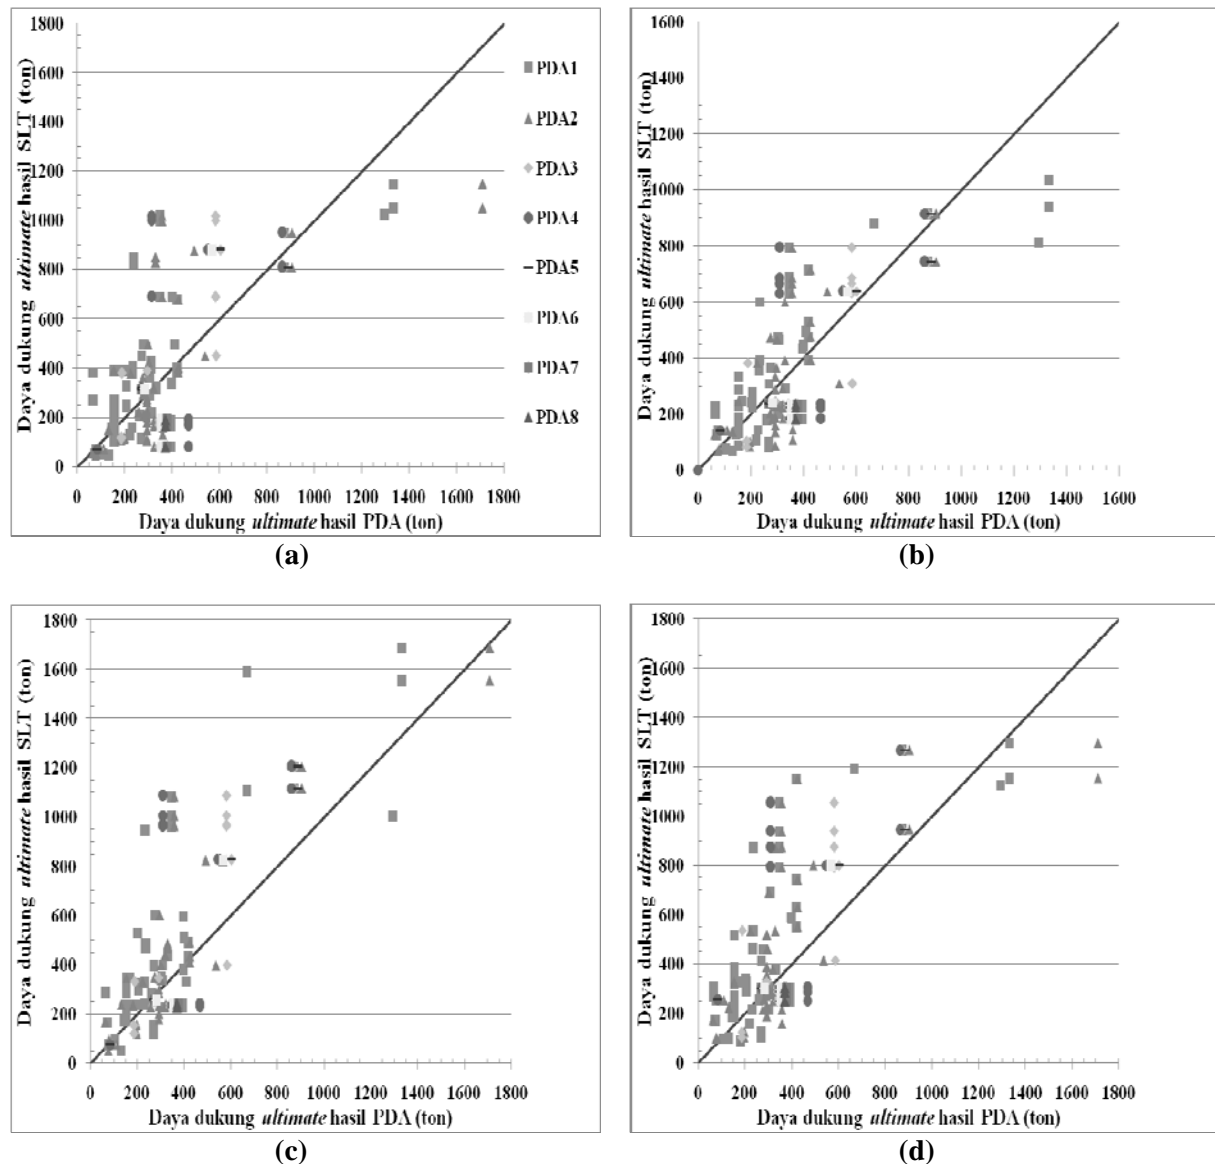 1800
1600
1400
1200
1000
800
600
400
200
0
Daya dukung ultimate hasil SLT (ton)
PDA1
PDA2
PDA3
PDA4
PDA5
PDA6
PDA7
PDA8
0 200 400 600 800 1000 1200 1400 1600 1800
Daya dukung ultimate hasil PDA (ton)
(a)
1600
1400
1200
1000
800
600
400
200
0
Daya dukung ultimate hasil SLT (ton)
0 200 400 600 800 1000 1200 1400 1600
Daya dukung ultimate hasil PDA (ton)
(b)
1800
1600
1400
1200
1000
800
600
400
200
0
Daya dukung ultimate hasil SLT (ton)
0 200 400 600 800 1000 1200 1400 1600 1800
Daya dukung ultimate hasil PDA (ton)
(c)
1800
1600
1400
1200
1000
800
600
400
200
0
Daya dukung ultimate hasil SLT (ton)
0 200 400 600 800 1000 1200 1400 1600 1800
Daya dukung ultimate hasil PDA (ton)
(d)